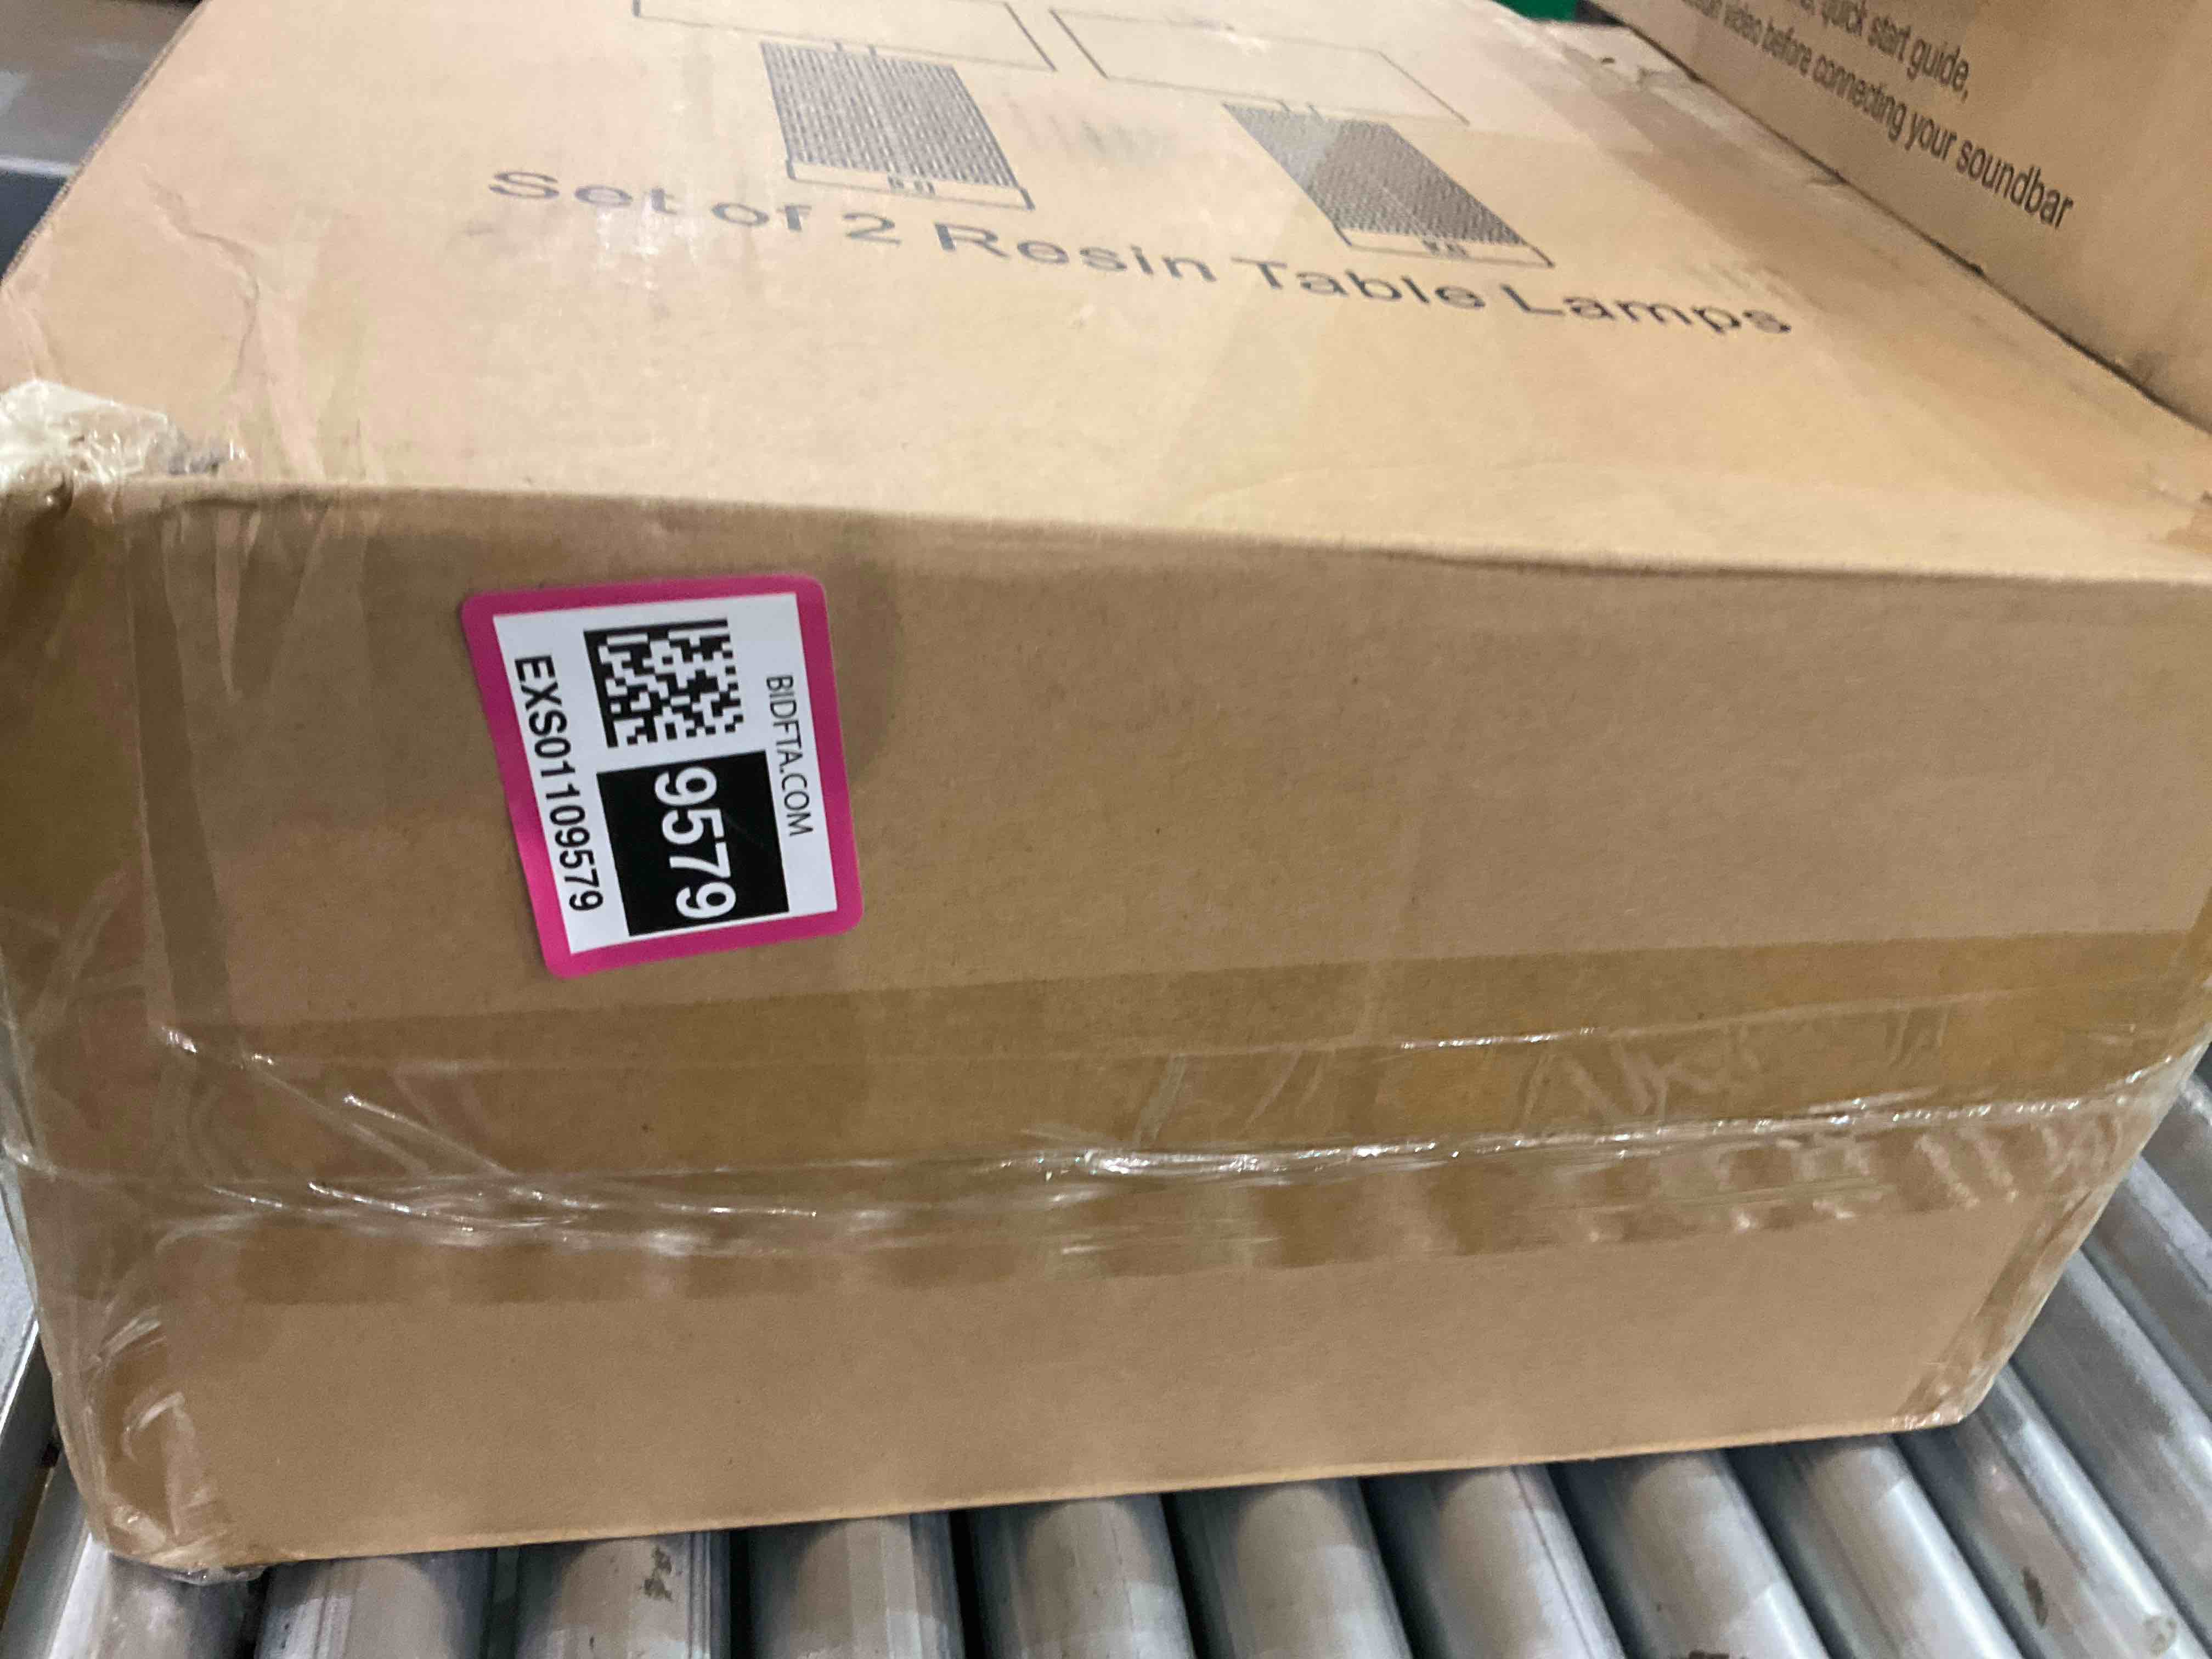 Set of 2 Resin Table Lamps
quick start guide,
video before connecting your soundbar
BIDFTA.COM
9579
EXS01109579